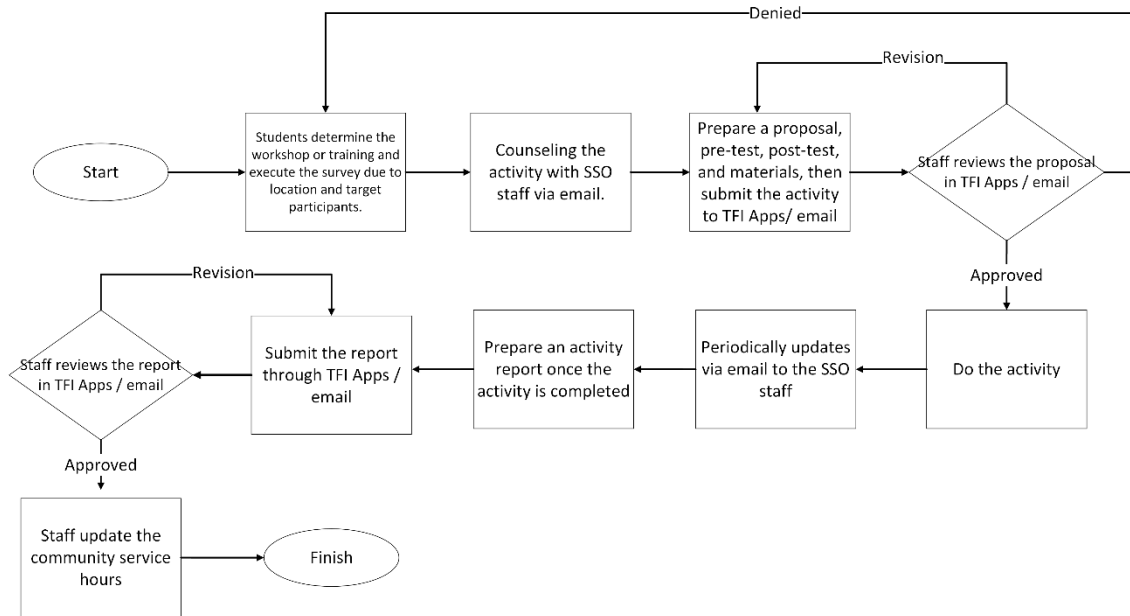 Denied
Revision
Start
Students determine the
workshop or training and
execute the survey due to
location and target
participants.
Counseling the
activity with SSO
staff via email.
Prepare a proposal,
pre-test, post-test,
and materials, then
submit the activity
to TFI Apps/ email
Staff reviews the proposal
in TFI Apps / email
Approved
Revision
Staff reviews the report
in TFI Apps / email
Submit the report
through TFI Apps /
email
Prepare an activity
report once the
activity is completed
Periodically updates
via email to the SSO
staff
Do the activity
Approved
Staff update the
community service
hours
Finish